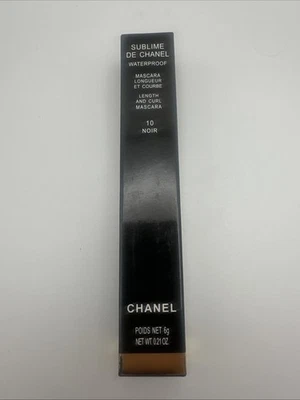 SUBLIME
DE CHANEL
WATERPROOF
MASCARA
LONGUEUR
ET COURBE
LENGTH
AND CURL
MASCARA
10
NOIR
CHANEL
POIDS NET 6g
NET WT. 0.21 OZ.